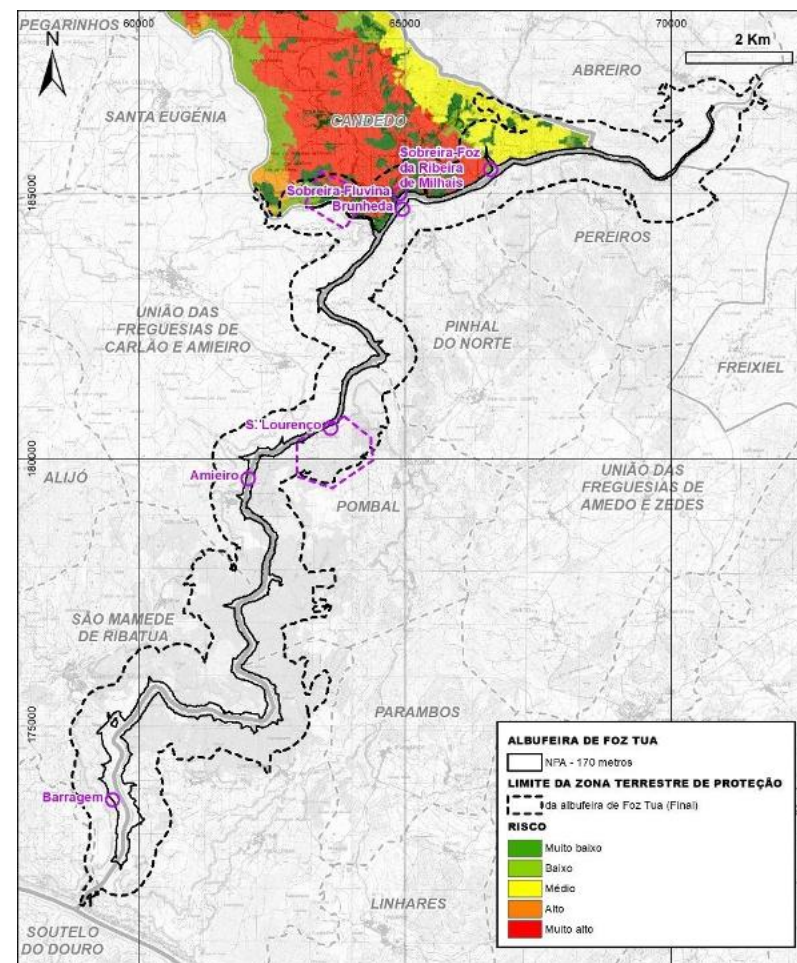 60000
65000
70000
PEGARINHOS
N
2 Km
ABREIRO
SANTA EUGÉNIA
CANDEDO
Sobreira-Foz
da Ribeira
de Milhais
Sobreira-Fluvina
Brunheda
185000
PEREIROS
UNIÃO DAS
FREGUESIAS DE
CARLÃO E AMIEIRO
PINHAL
DO NORTE
FREIXIEL
S. Lourenço
180000
Amieiro
ALIJÓ
UNIÃO DAS
FREGUESIAS DE
AMEDO E ZEDES
POMBAL
SÃO MAMEDE
DE RIBATUA
175000
PARAMBOS
Barragem
LINHARES
SOUTELO
DO DOURO
ALBUFEIRA DE FOZ TUA
NPA - 170 metros
LIMITE DA ZONA TERRESTRE DE PROTEÇÃO
da albufeira de Foz Tua (Final)
RISCO
Muito baixo
Baixo
Médio
Alto
Muito alto